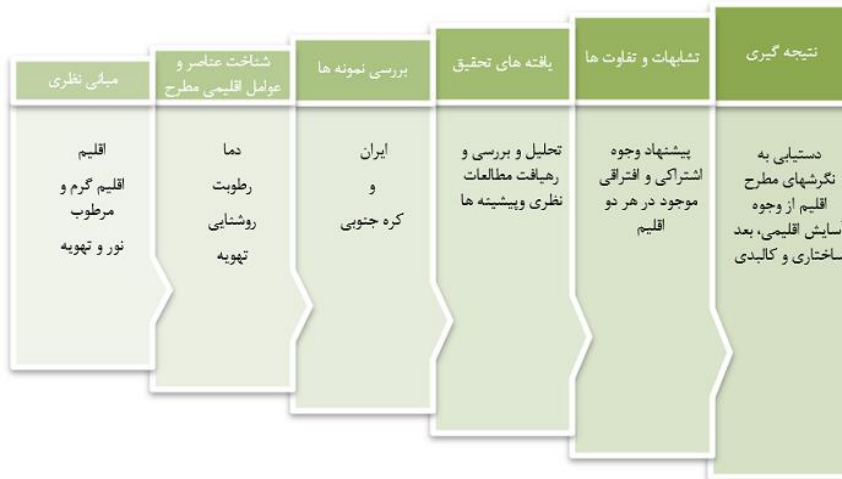 مبانی نظری
اقلیم
اقلیم گرم و
مرطوب
نور و تهویه
شناخت عناصر و
عوامل اقلیمی مطرح
دما
رطوبت
روشنایی
تهویه
بررسی نمونه ها
ایران
و
کره جنوبی
یافته های تحقیق
تحلیل و بررسی و
رهیافت مطالعات
نظری وپیشینه ها
تشابهات و تفاوت ها
پیشنهاد وجوه
اشتراکی و افتراقی
موجود در هر دو
اقلیم
نتیجه گیری
دستیابی به
نگرشهای مطرح
اقلیم از وجوه
آسایش اقلیمی، بعد
ساختاری و کالبدی